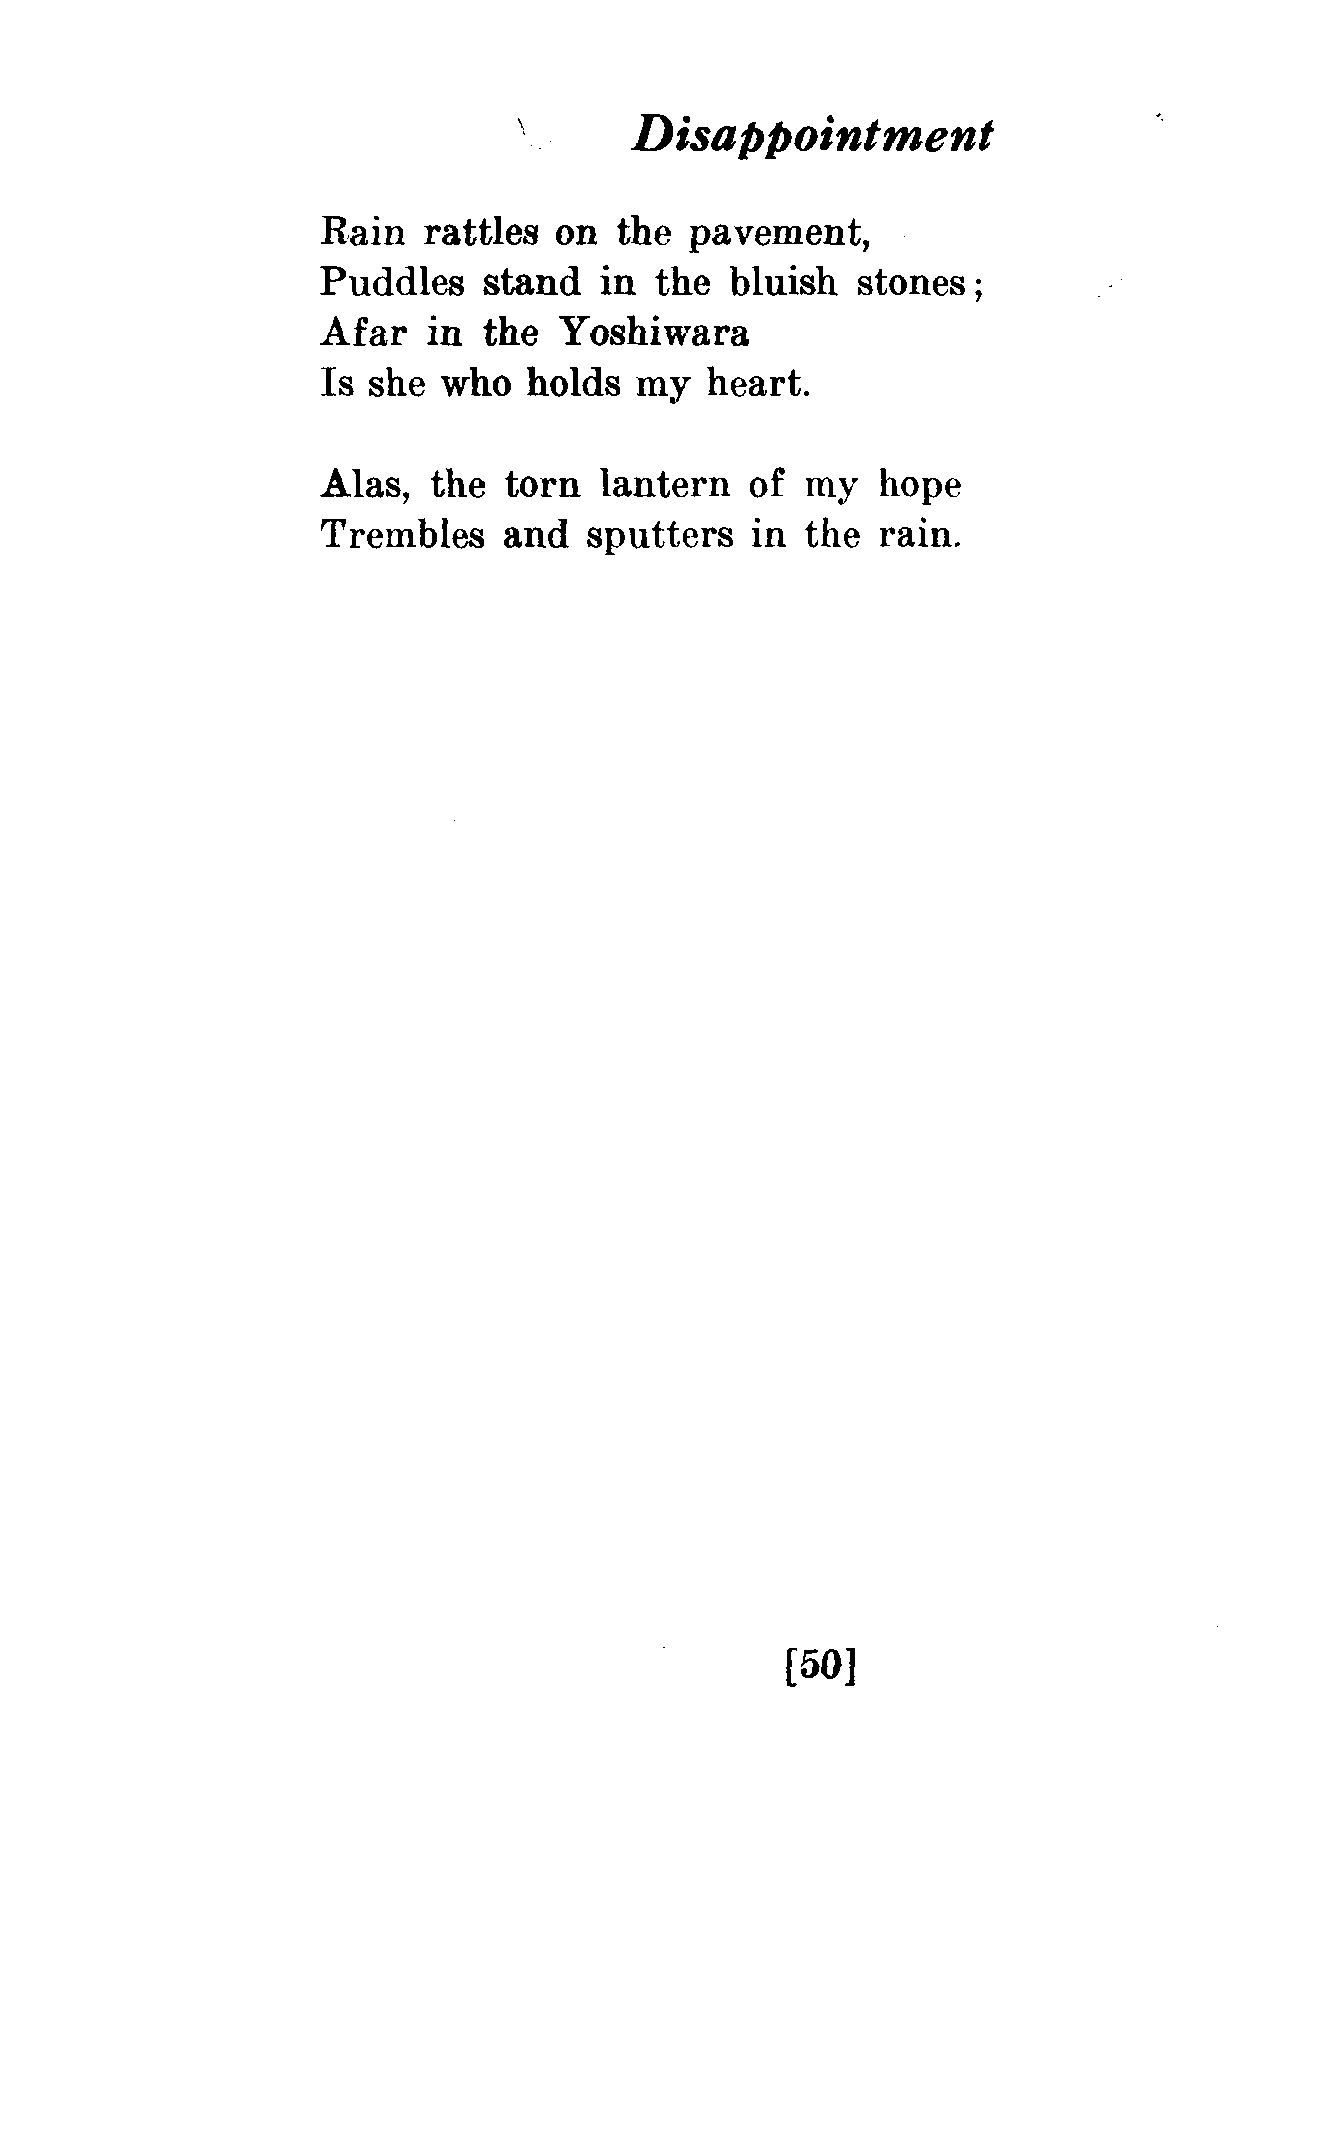 Disappointment
Rain rattles on the pavement,
Puddles stand in the bluish stones;
Afar in the Yoshiwara
Is she who holds my heart.
Alas, the torn lantern of my hope
Trembles and sputters in the rain.
[50]